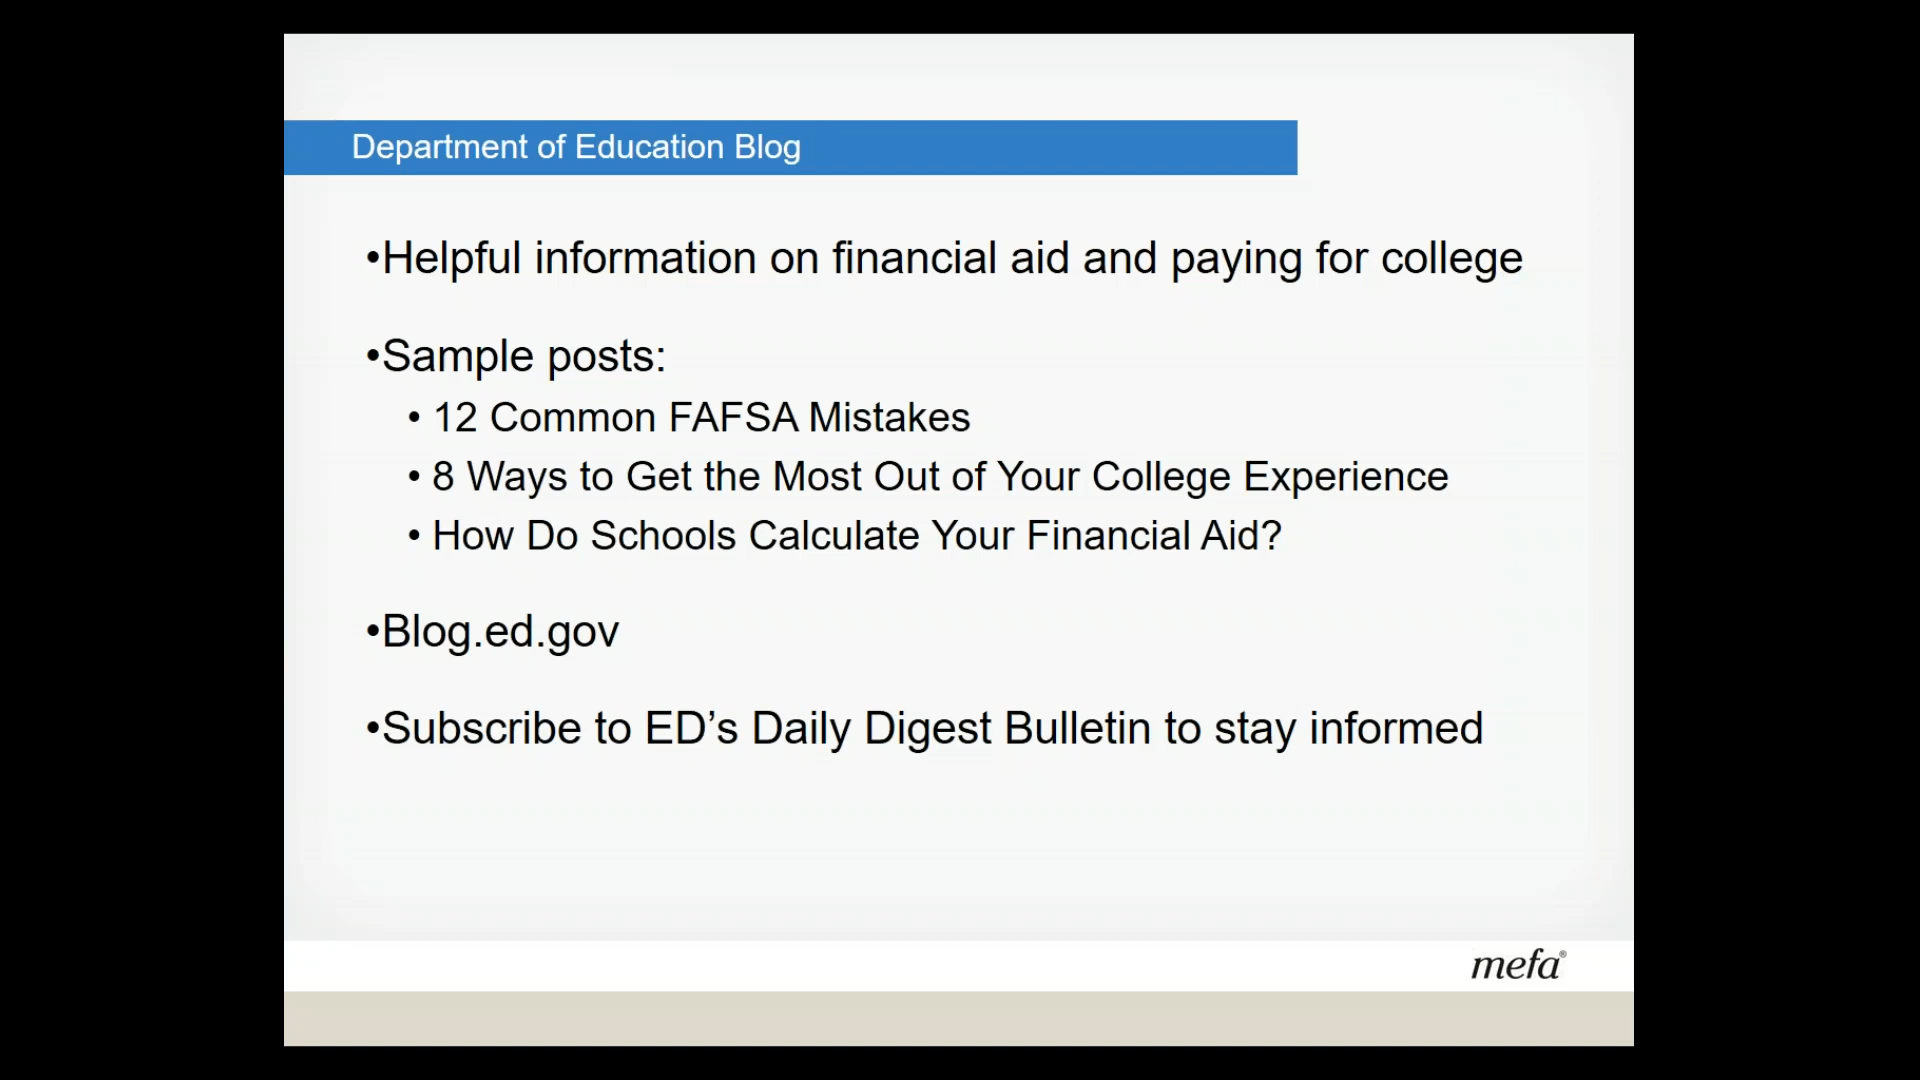 Department of Education Blog
•Helpful information on financial aid and paying for college
•Sample posts:
• 12 Common FAFSA Mistakes
• 8 Ways to Get the Most Out of Your College Experience
• How Do Schools Calculate Your Financial Aid?
•Blog.ed.gov
•Subscribe to ED’s Daily Digest Bulletin to stay informed
mefa®